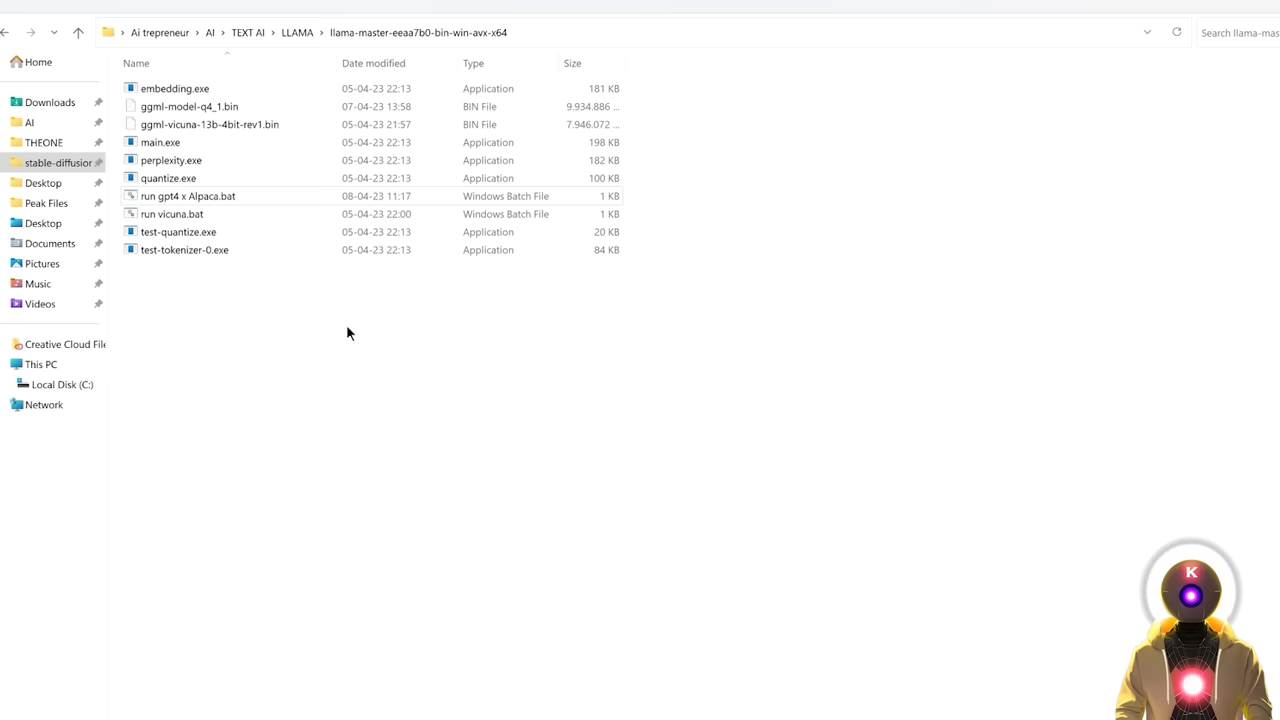 Ai trepreneur > AI > TEXT AI > LLAMA > llama-master-eeaa7b0-bin-win-avx-x64
Search llama-mas
Home
Downloads
AI
THEONE
stable-diffusior
Desktop
Peak Files
Desktop
Documents
Pictures
Music
Videos
Creative Cloud File
This PC
Local Disk (C:)
Network
Name Date modified Type Size
embedding.exe 05-04-23 22:13 Application 181 KB
ggml-model-q4_1.bin 07-04-23 13:58 BIN File 9.934.886 ...
ggml-vicuna-13b-4bit-rev1.bin 05-04-23 21:57 BIN File 7.946.072 ...
main.exe 05-04-23 22:13 Application 198 KB
perplexity.exe 05-04-23 22:13 Application 182 KB
quantize.exe 05-04-23 22:13 Application 100 KB
run gpt4 x Alpaca.bat 08-04-23 11:17 Windows Batch File 1 KB
run vicuna.bat 05-04-23 22:00 Windows Batch File 1 KB
test-quantize.exe 05-04-23 22:13 Application 20 KB
test-tokenizer-0.exe 05-04-23 22:13 Application 84 KB
K